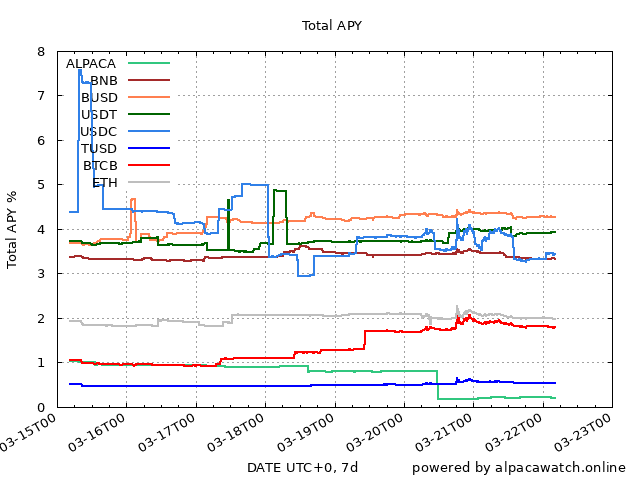 Total APY
8
7
6
5
4
3
2
1
0
Total APY %
ALPACA
BNB
BUSD
USDT
USDC
TUSD
BTCB
ETH
03-15T00
03-16T00
03-17T00
03-18T00
03-19T00
03-20T00
03-21T00
03-22T00
03-23T00
DATE UTC+0, 7d
powered by alpacawatch.online